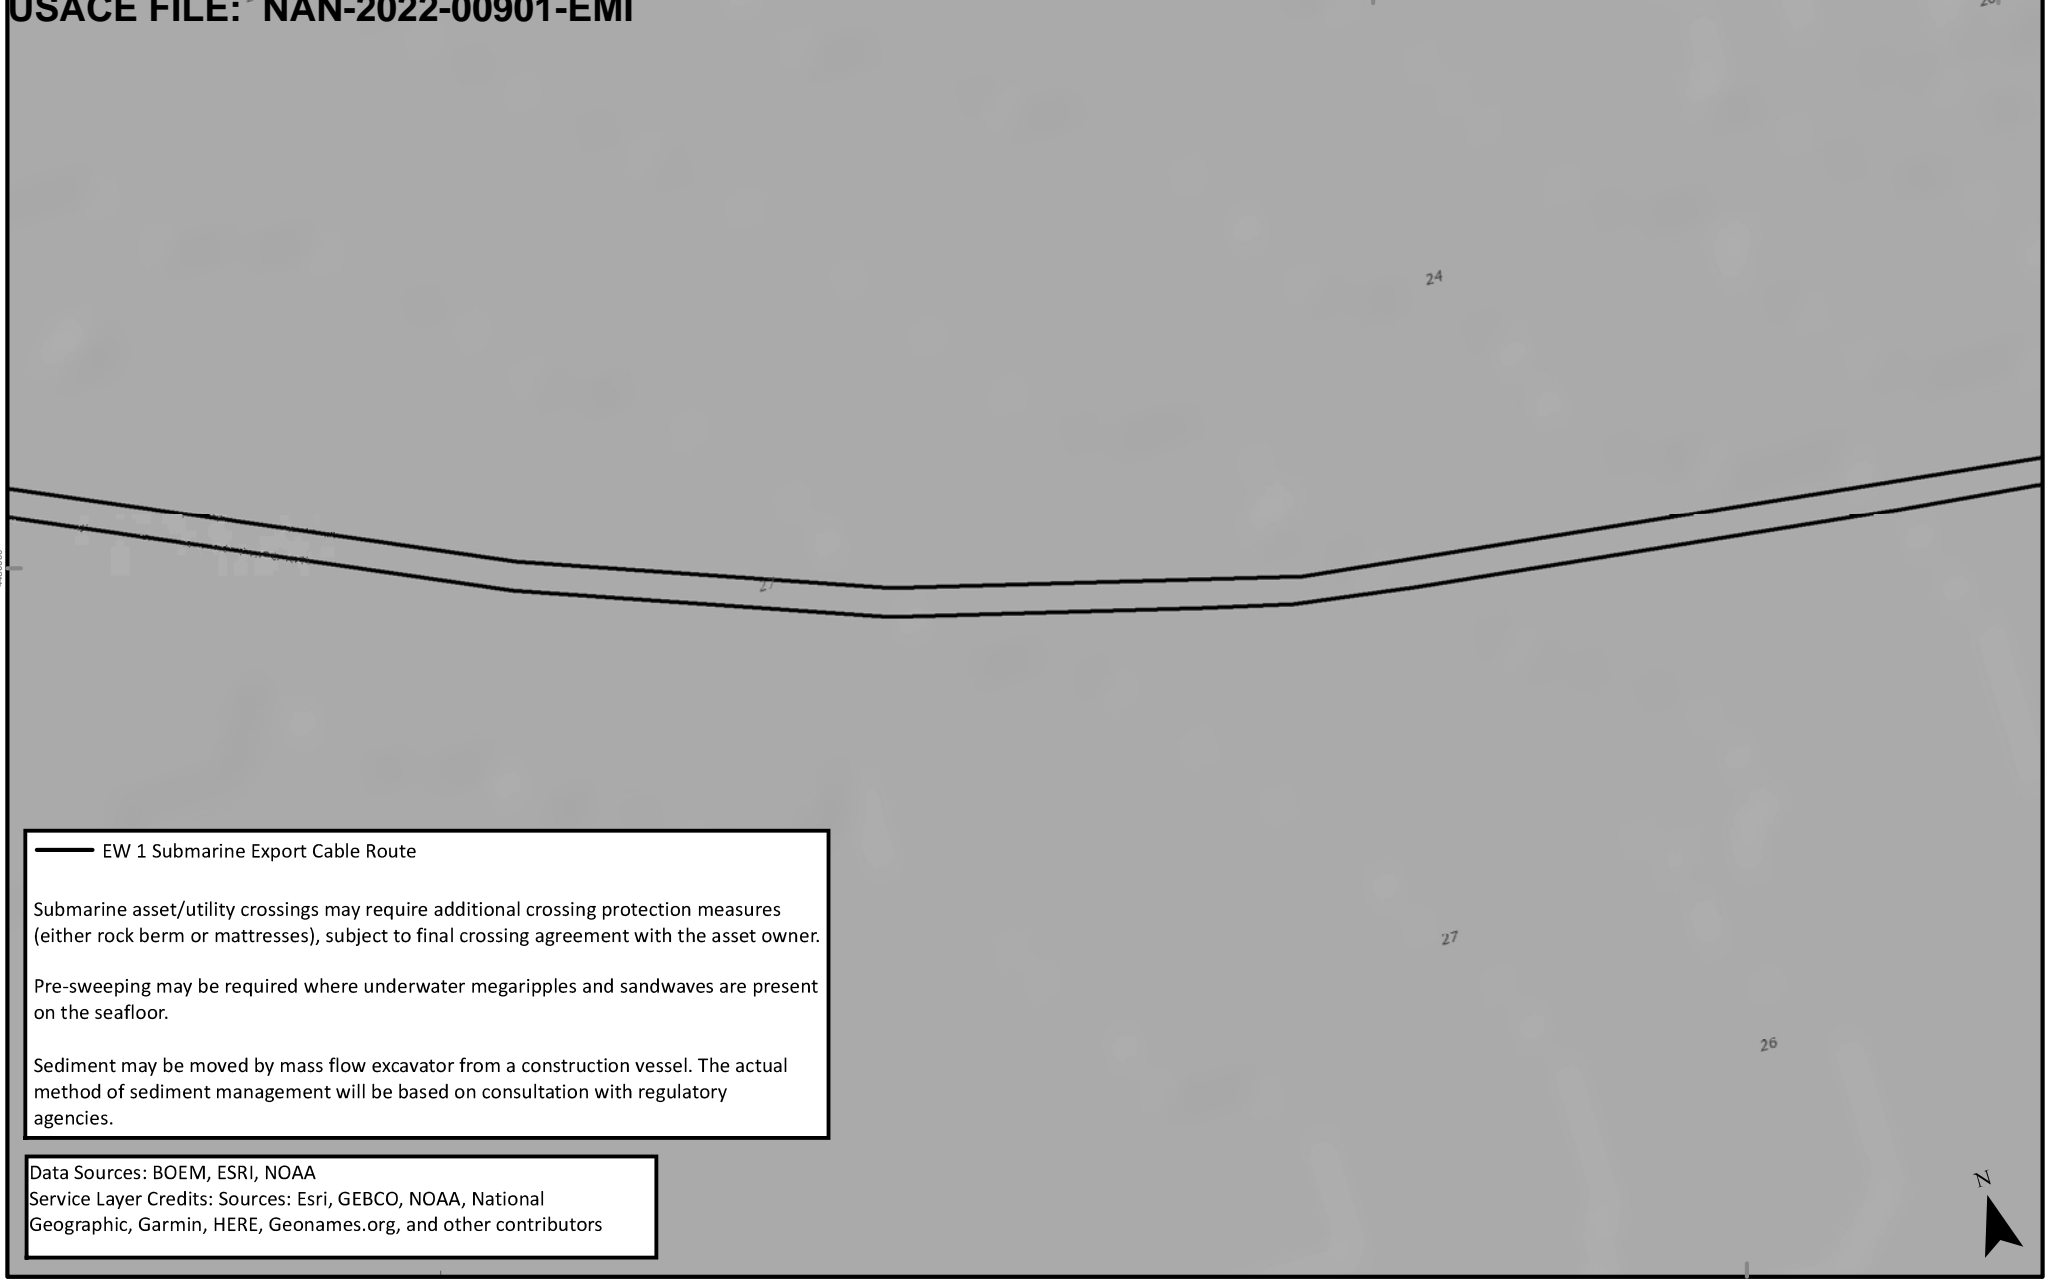 USACE FILE: NAN-2022-00901-EMI
24
27
27
26
EW 1 Submarine Export Cable Route
Submarine asset/utility crossings may require additional crossing protection measures
(either rock berm or mattresses), subject to final crossing agreement with the asset owner.
Pre-sweeping may be required where underwater megaripples and sandwaves are present
on the seafloor.
Sediment may be moved by mass flow excavator from a construction vessel. The actual
method of sediment management will be based on consultation with regulatory
agencies.
Data Sources: BOEM, ESRI, NOAA
Service Layer Credits: Sources: Esri, GEBCO, NOAA, National
Geographic, Garmin, HERE, Geonames.org, and other contributors
N